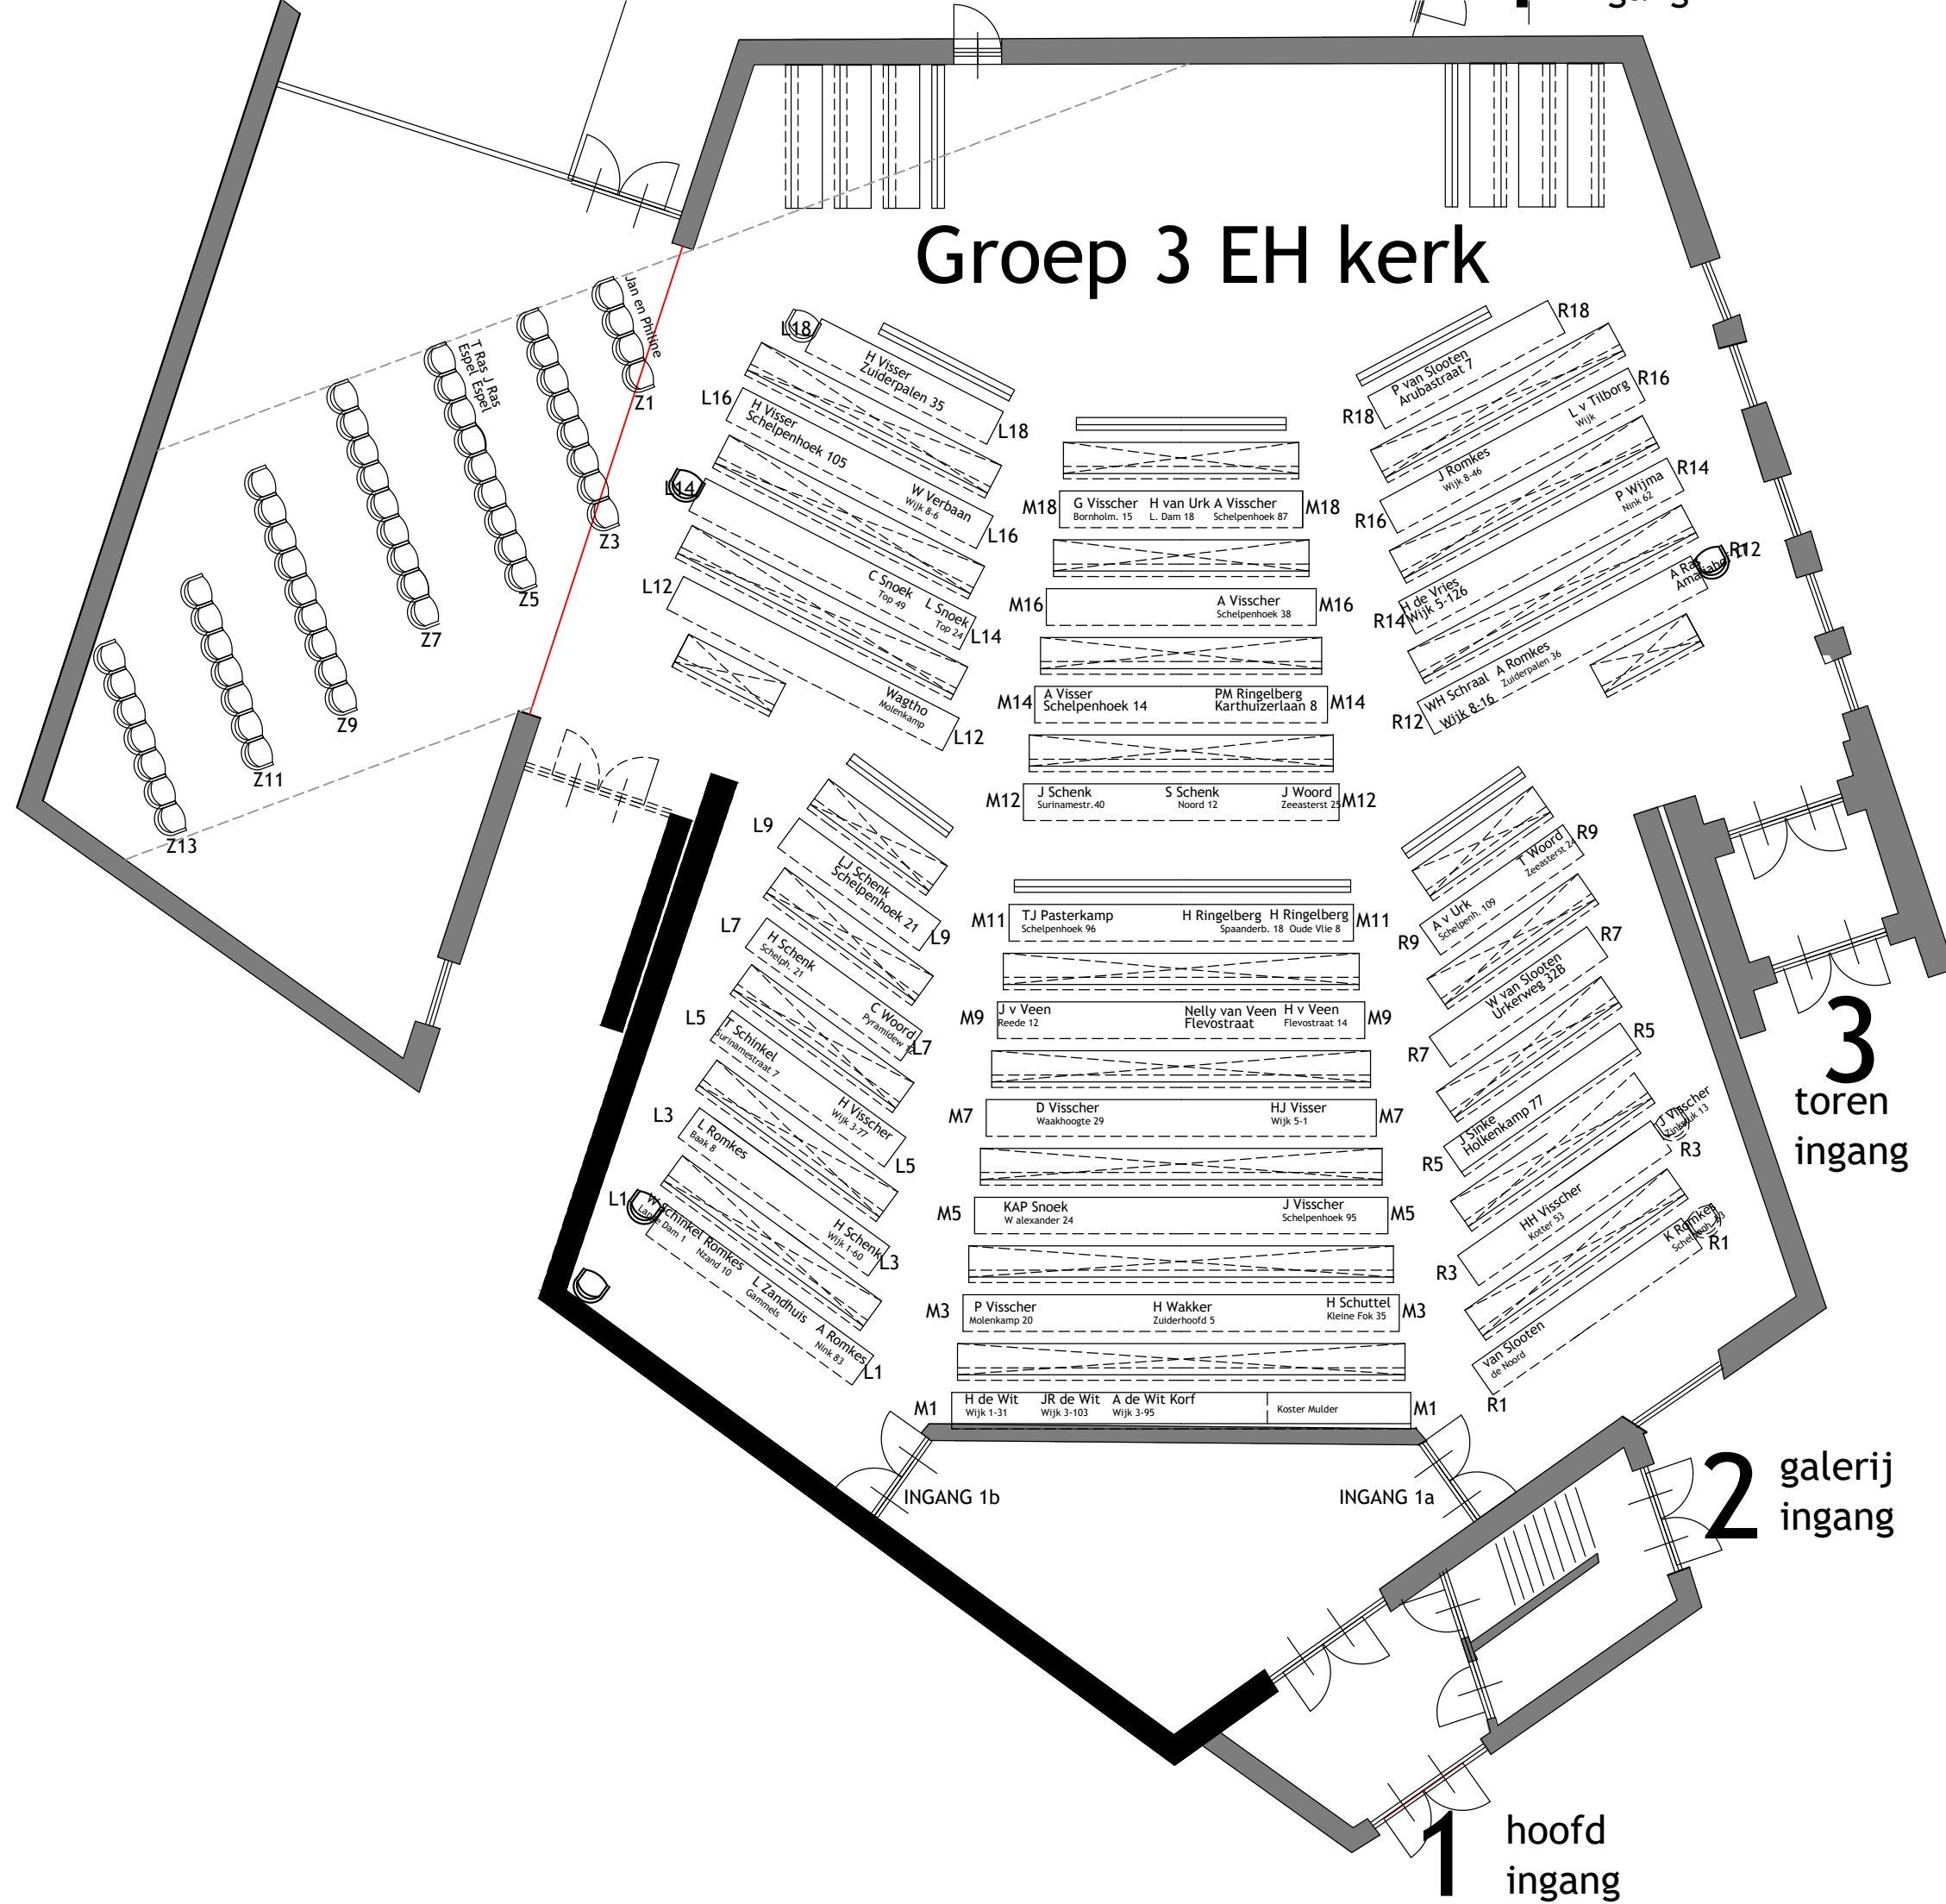 Groep 3 EH kerk
Jan en Philine
Z1
T Ras J Ras
Espel Espel
Z3
Z5
Z7
Z9
Z11
Z13
L18
H Visser
Zuiderpalen 35
L18
L16
H Visser
Schelpenhoek 105
W Verbaan
Wijk 8-6
L16
L14
C Snoek
Top 49
L Snoek
Top 24
L14
L12
Wagtho
Molenkamp
L12
M18
G Visscher H van Urk A Visscher
Bornholm. 15 L. Dam 18 Schelpenhoek 87
M18
M16
A Visscher
Schelpenhoek 38
M16
M14
A Visser PM Ringelberg
Schelpenhoek 14 Karthuizerlaan 8
M14
M12
J Schenk S Schenk J Woord
Surinamestr.40 Noord 12 Zeeasterst 25
M12
R18
P van Slooten
Arubastraat 7
R18
R16
L v Tilborg
Wijk
J Romkes
Wijk 8-46
R16
R14
P Wijma
Nink 62
H de Vries
Wijk 5-126
R14
R12
A Ras
WH Schraal A Romkes
Wijk 8-16 Zuiderpalen 36
R12
L9
LJ Schenk
Schelpenhoek 21
L9
L7
H Schenk
Schelph. 21
C Woord
Pyramidew
L7
L5
T Schinkel
Surinamestraat 7
H Visscher
Wijk 3-77
L5
L3
L Romkes
Baak 8
H Schenk
Wijk 1-60
L3
L1
W Schinkel Romkes
Lange Dam 1 Nzand 10
L Zandhuis
Gammels
A Romkes
Nink 83
L1
M11
TJ Pasterkamp H Ringelberg H Ringelberg
Schelpenhoek 96 Spaanderb. 18 Oude Vlie 8
M11
M9
J v Veen Nelly van Veen H v Veen
Reede 12 Flevostraat Flevostraat 14
M9
M7
D Visscher HJ Visser
Waakhoogte 29 Wijk 5-1
M7
M5
KAP Snoek J Visscher
W alexander 24 Schelpenhoek 95
M5
M3
P Visscher H Wakker H Schuttel
Molenkamp 20 Zuiderhoofd 5 Kleine Fok 35
M3
M1
H de Wit JR de Wit A de Wit Korf
Wijk 1-31 Wijk 3-103 Wijk 3-95 Koster Mulder
M1
R9
T Woord
Zeeasterst 24
A v Urk
Schelpenh. 109
R9
R7
W van Slooten
Urkerweg 32B
R7
R5
J Sinke
Holkenkamp 77
R5
J Visscher
R3
HH Visscher
Kotter 53
R3
K Romkes
R1
van Slooten
de Noord
R1
INGANG 1b
INGANG 1a
3
toren
ingang
2
galerij
ingang
1
hoofd
ingang